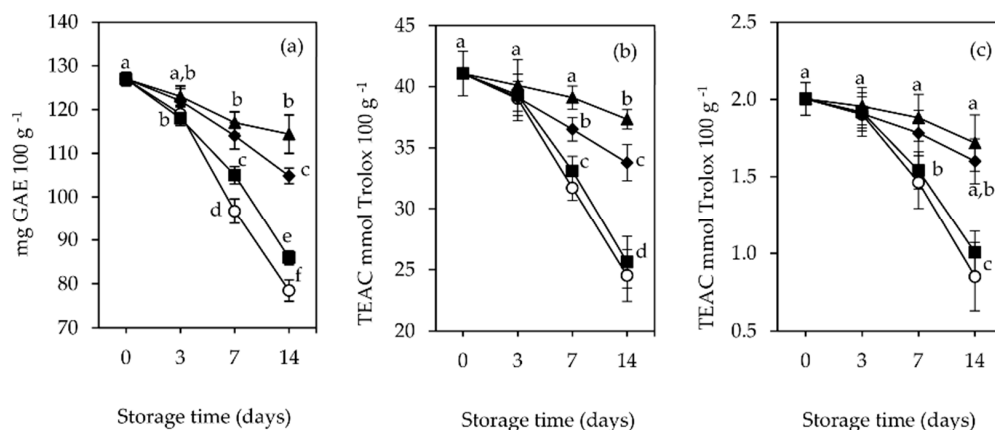 (a)
mg GAE 100 g -1
140
130
120
110
100
90
80
70
a
a,b
b
b
b
c
c
d
e
f
0 3 7 14
Storage time (days)
(b)
TEAC mmol Trolox 100 g -1
45
40
35
30
25
20
a
a
a
b
b
c
c
d
0 3 7 14
Storage time (days)
(c)
TEAC mmol Trolox 100 g -1
2.5
2.0
1.5
1.0
0.5
a
a
a
a
b
a,b
c
0 3 7 14
Storage time (days)